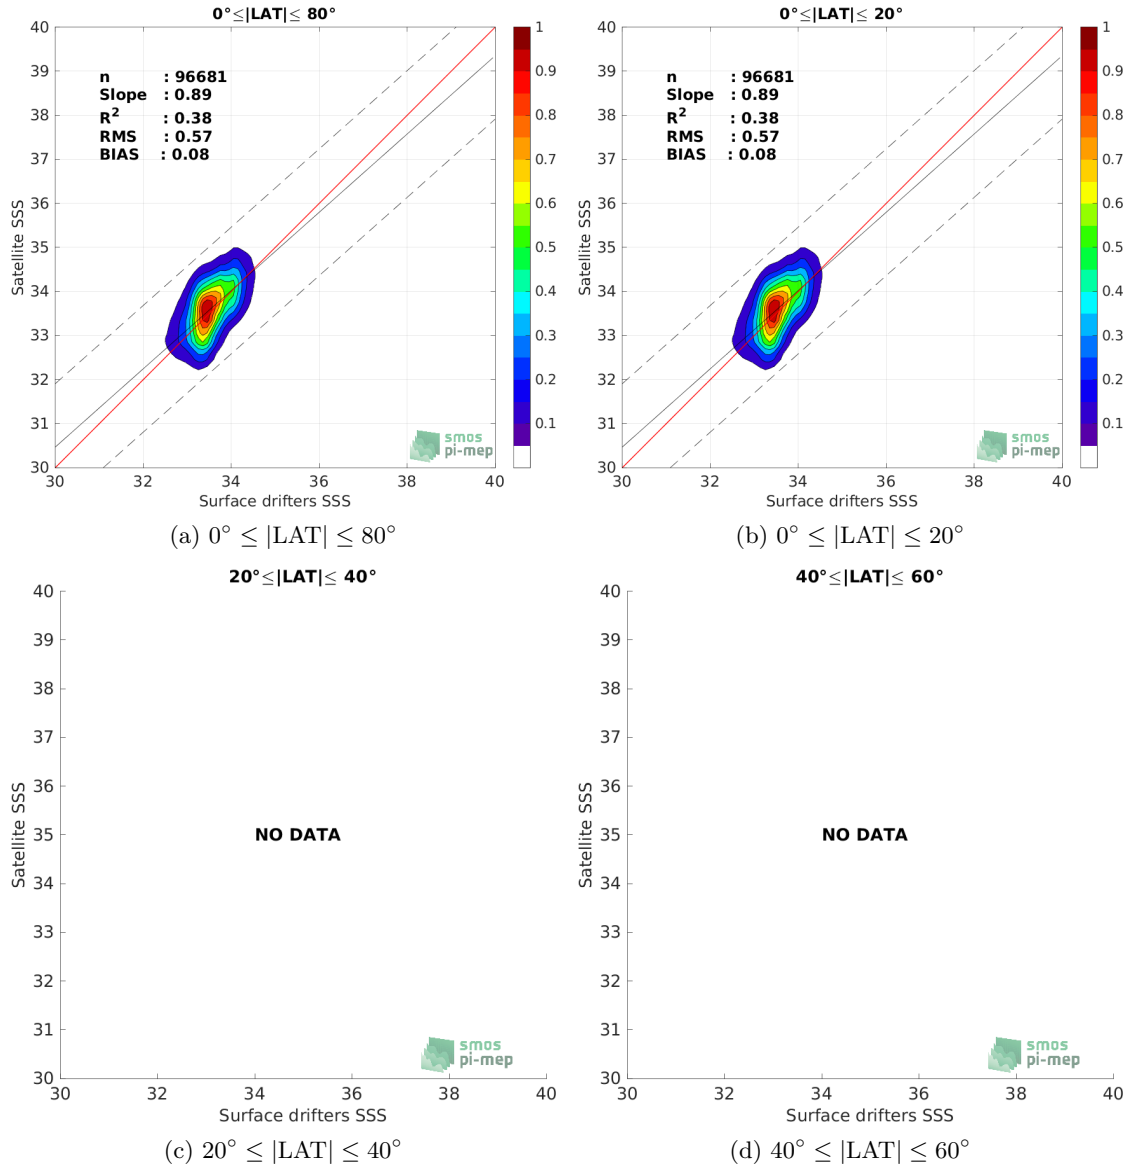 0°≤|LAT|≤ 80°
n : 96681
Slope : 0.89
R² : 0.38
RMS : 0.57
BIAS : 0.08
40
39
38
37
36
35
34
33
32
31
30
30 32 34 36 38 40
Satellite SSS
Surface drifters SSS
1
0.9
0.8
0.7
0.6
0.5
0.4
0.3
0.2
0.1
smos
pi-mep
(a) 0° ≤ |LAT| ≤ 80°
0°≤|LAT|≤ 20°
n : 96681
Slope : 0.89
R² : 0.38
RMS : 0.57
BIAS : 0.08
40
39
38
37
36
35
34
33
32
31
30
30 32 34 36 38 40
Satellite SSS
Surface drifters SSS
1
0.9
0.8
0.7
0.6
0.5
0.4
0.3
0.2
0.1
smos
pi-mep
(b) 0° ≤ |LAT| ≤ 20°
20°≤|LAT|≤ 40°
40
39
38
37
36
35
34
33
32
31
30
30 32 34 36 38 40
Satellite SSS
NO DATA
Surface drifters SSS
smos
pi-mep
(c) 20° ≤ |LAT| ≤ 40°
40°≤|LAT|≤ 60°
40
39
38
37
36
35
34
33
32
31
30
30 32 34 36 38 40
Satellite SSS
NO DATA
Surface drifters SSS
smos
pi-mep
(d) 40° ≤ |LAT| ≤ 60°